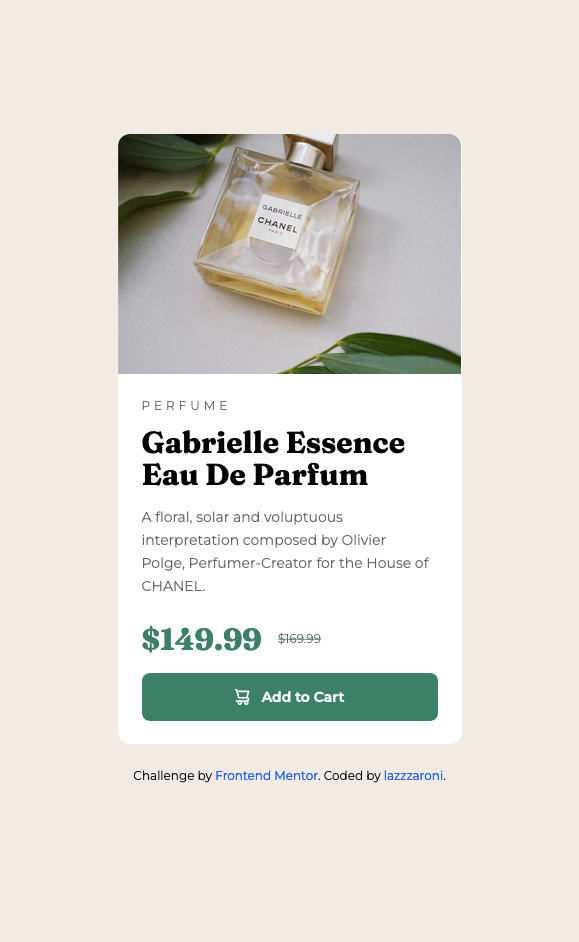 GABRIELLE
CHANEL
PARIS
PERFUME
Gabrielle Essence
Eau De Parfum
A floral, solar and voluptuous
interpretation composed by Olivier
Polge, Perfumer-Creator for the House of
CHANEL.
$149.99 $169.99
Add to Cart
Challenge by Frontend Mentor. Coded by lazzzaroni.